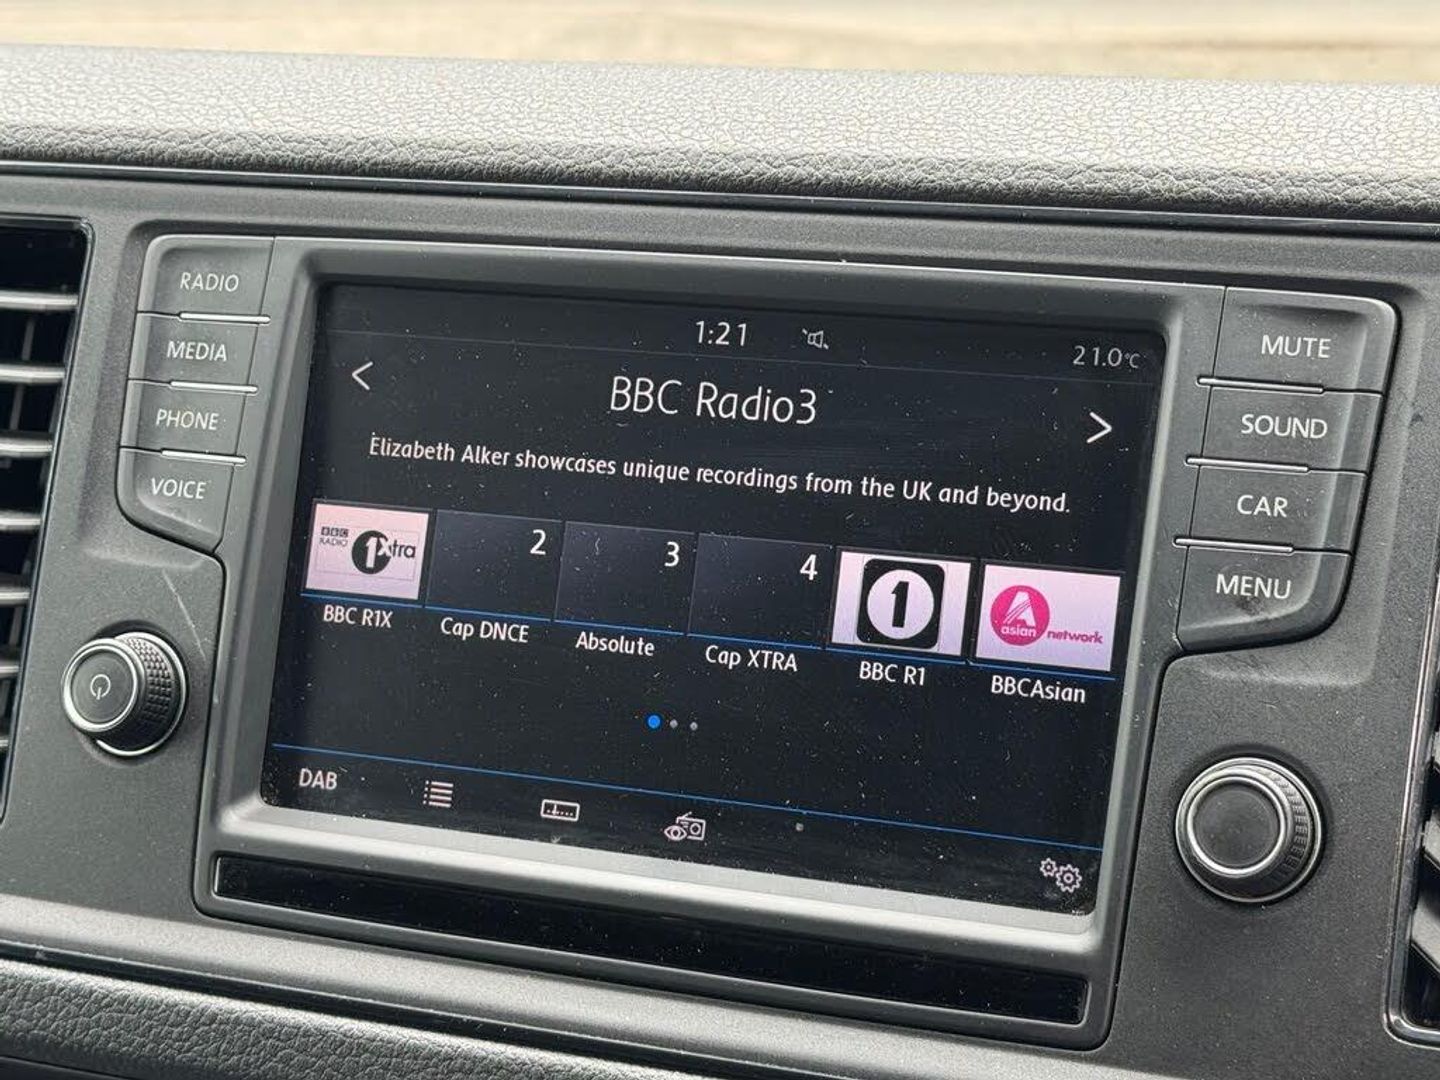 RADIO
MEDIA
PHONE
VOICE
1:21
21.0°C
<
BBC Radio3
>
Elizabeth Alker showcases unique recordings from the UK and beyond.
BBC
RADIO
1Xtra
2
3
4
1
asian network
BBC R1X
Cap DNCE
Absolute
Cap XTRA
BBC R1
BBCAsian
DAB
MUTE
SOUND
CAR
MENU